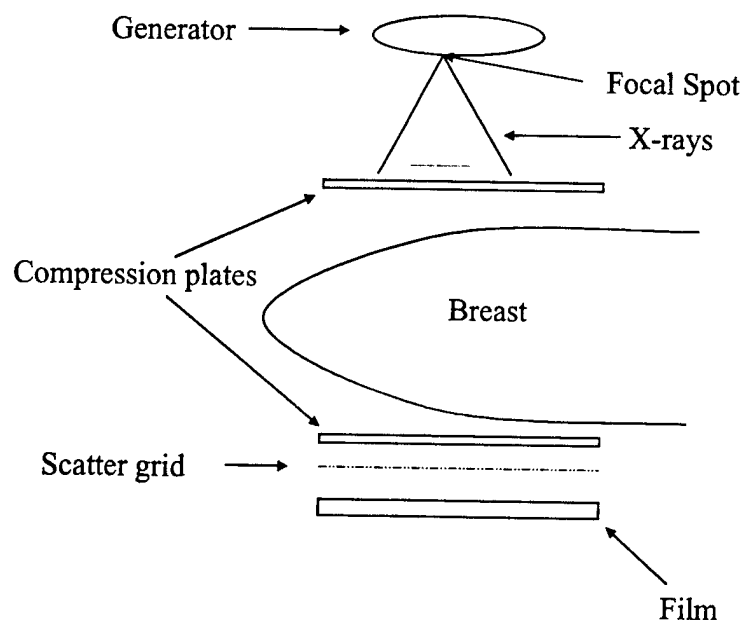 Generator
Focal Spot
X-rays
Compression plates
Breast
Scatter grid
Film